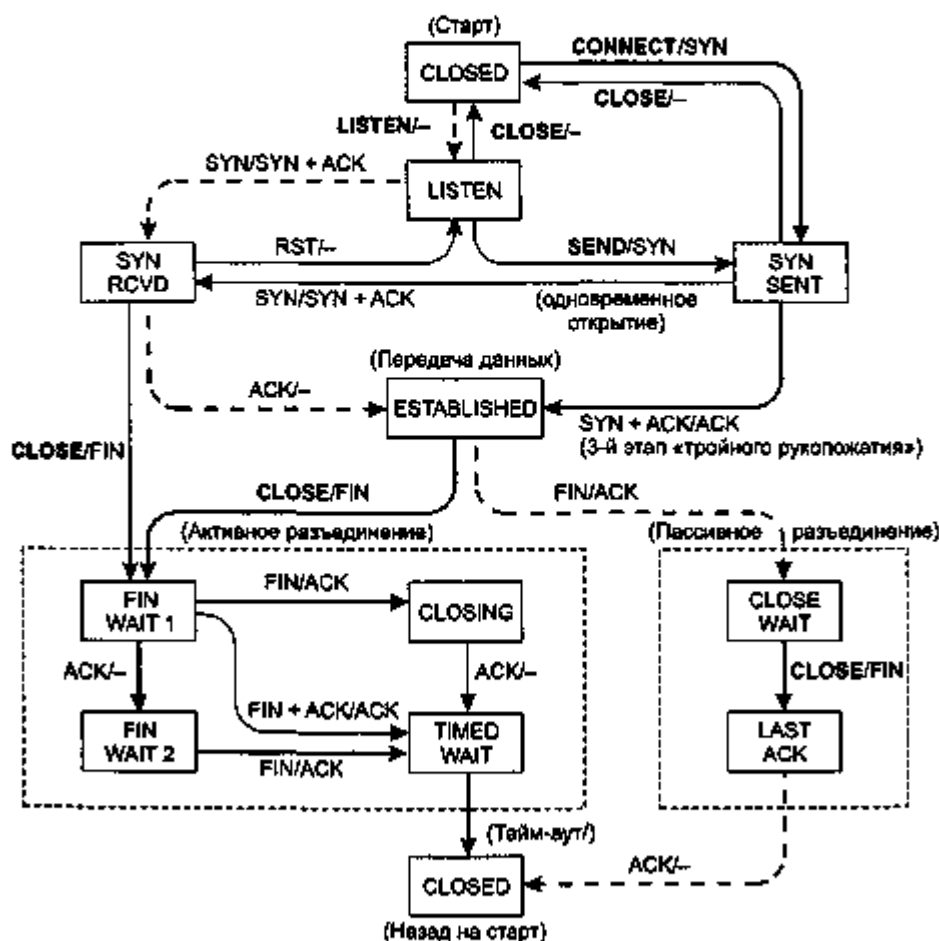 (Старт)
CONNECT/SYN
CLOSED
CLOSE/–
LISTEN/–
CLOSE/–
SYN/SYN + ACK
LISTEN
RST/–
SEND/SYN
SYN
RCVD
SYN
SENT
SYN/SYN + ACK
(одновременное
открытие)
(Передача данных)
ACK/–
ESTABLISHED
SYN + ACK/ACK
(3-й этап «тройного рукопожатия»)
CLOSE/FIN
CLOSE/FIN
FIN/ACK
(Активное разъединение)
(Пассивное разъединение)
FIN
WAIT 1
FIN/ACK
CLOSING
CLOSE
WAIT
ACK/–
ACK/–
CLOSE/FIN
FIN + ACK/ACK
FIN
WAIT 2
FIN/ACK
TIMED
WAIT
LAST
ACK
(Тайм-аут/)
ACK/–
CLOSED
(Назад на старт)